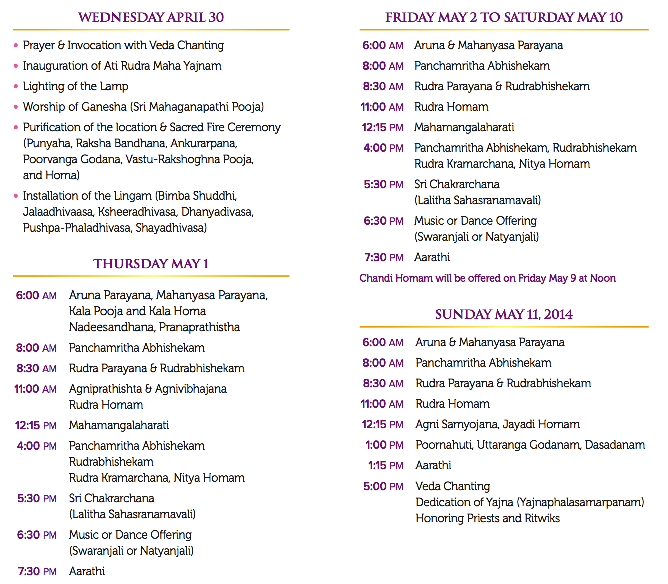 WEDNESDAY APRIL 30
• Prayer & Invocation with Veda Chanting
• Inauguration of Ati Rudra Maha Yajnam
• Lighting of the Lamp
• Worship of Ganesha (Sri Mahaganapathi Pooja)
• Purification of the location & Sacred Fire Ceremony
(Punyaha, Raksha Bandhana, Ankurarpana,
Poorvanga Godana, Vastu-Rakshoghna Pooja,
and Homa)
• Installation of the Lingam (Bimba Shuddhi,
Jalaadhivaasa, Ksheeradhivasa, Dhanyadivasa,
Pushpa-Phaladhivasa, Shayadhivasa)
THURSDAY MAY 1
6:00 AM Aruna Parayana, Mahanyasa Parayana,
Kala Pooja and Kala Homa
Nadeesandhana, Pranaprathistha
8:00 AM Panchamritha Abhishekam
8:30 AM Rudra Parayana & Rudrabhishekam
11:00 AM Agniprathishta & Agnivibhajana
Rudra Homam
12:15 PM Mahamangalaharati
4:00 PM Panchamritha Abhishekam
Rudrabhishekam
Rudra Kramarchana, Nitya Homam
5:30 PM Sri Chakrarchana
(Lalitha Sahasranamavali)
6:30 PM Music or Dance Offering
(Swaranjali or Natyanjali)
7:30 PM Aarathi
FRIDAY MAY 2 TO SATURDAY MAY 10
6:00 AM Aruna & Mahanyasa Parayana
8:00 AM Panchamritha Abhishekam
8:30 AM Rudra Parayana & Rudrabhishekam
11:00 AM Rudra Homam
12:15 PM Mahamangalaharati
4:00 PM Panchamritha Abhishekam, Rudrabhishekam
Rudra Kramarchana, Nitya Homam
5:30 PM Sri Chakrarchana
(Lalitha Sahasranamavali)
6:30 PM Music or Dance Offering
(Swaranjali or Natyanjali)
7:30 PM Aarathi
Chandi Homam will be offered on Friday May 9 at Noon
SUNDAY MAY 11, 2014
6:00 AM Aruna & Mahanyasa Parayana
8:00 AM Panchamritha Abhishekam
8:30 AM Rudra Parayana & Rudrabhishekam
11:00 AM Rudra Homam
12:15 PM Agni Samyojana, Jayadi Homam
1:00 PM Poornahuti, Uttaranga Godanam, Dasadanam
1:15 PM Aarathi
5:00 PM Veda Chanting
Dedication of Yajna (Yajnaphalasamarpanam)
Honoring Priests and Ritwiks